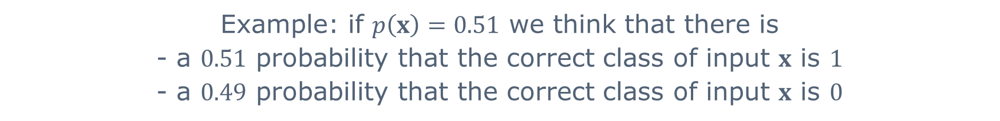 Example: if p(x) = 0.51 we think that there is
- a 0.51 probability that the correct class of input x is 1
- a 0.49 probability that the correct class of input x is 0